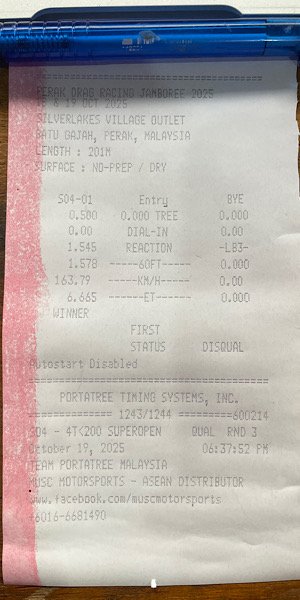 ===============================
PERAK DRAG RACING JAMBOREE 2025
18 & 19 OCT 2025
SILVERLAKES VILLAGE OUTLET
BATU GAJAH, PERAK, MALAYSIA
LENGTH : 201M
SURFACE : NO-PREP / DRY
S04-01 Entry BYE
0.500 0.000 TREE 0.000
0.00 DIAL-IN 0.00
1.545 REACTION -LB3-
1.578 -----60FT------ 0.000
163.79 -----KM/H------ 0.00
6.665 ------ET------- 0.000
WINNER
FIRST
STATUS DISQUAL
Autostart Disabled
===============================
PORTATREE TIMING SYSTEMS, INC.
============ 1243/1244 =========600214
S04 - 4T<200 SUPEROPEN QUAL RND 3
October 19, 2025 06:37:52 PM
TEAM PORTATREE MALAYSIA
MUSC MOTORSPORTS - ASEAN DISTRIBUTOR
www.facebook.com/muscmotorsports
+6016-6681490